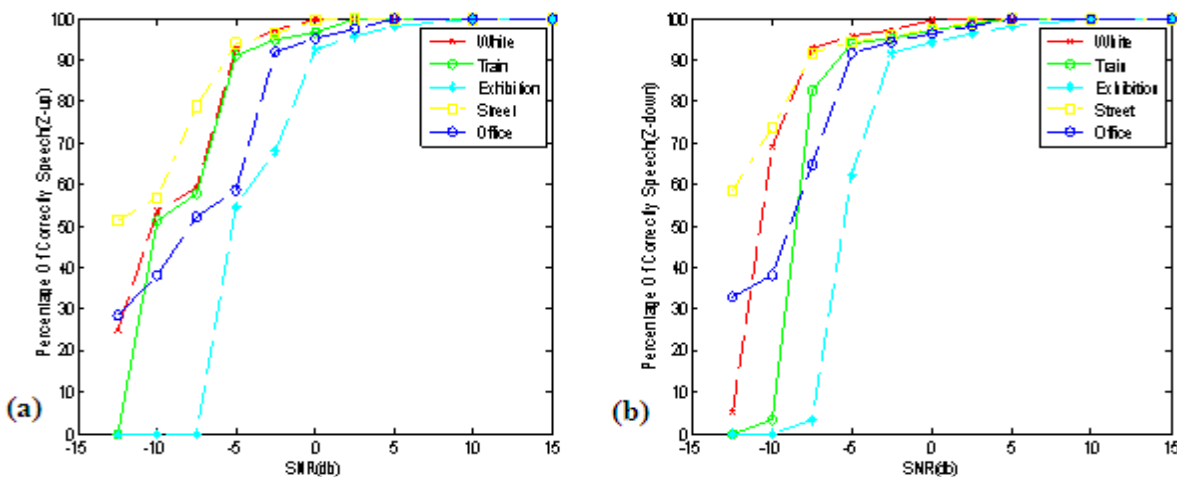 100
90
80
70
60
50
40
30
20
10
0
Percentage Of Correctly Speech(Z-up)
White
Train
Exhibition
Street
Office
-15
-10
-5
0
5
10
15
SNR(db)
(a)
100
90
80
70
60
50
40
30
20
10
0
Percentage Of Correctly Speech(Z-down)
White
Train
Exhibition
Street
Office
-15
-10
-5
0
5
10
15
SNR(db)
(b)